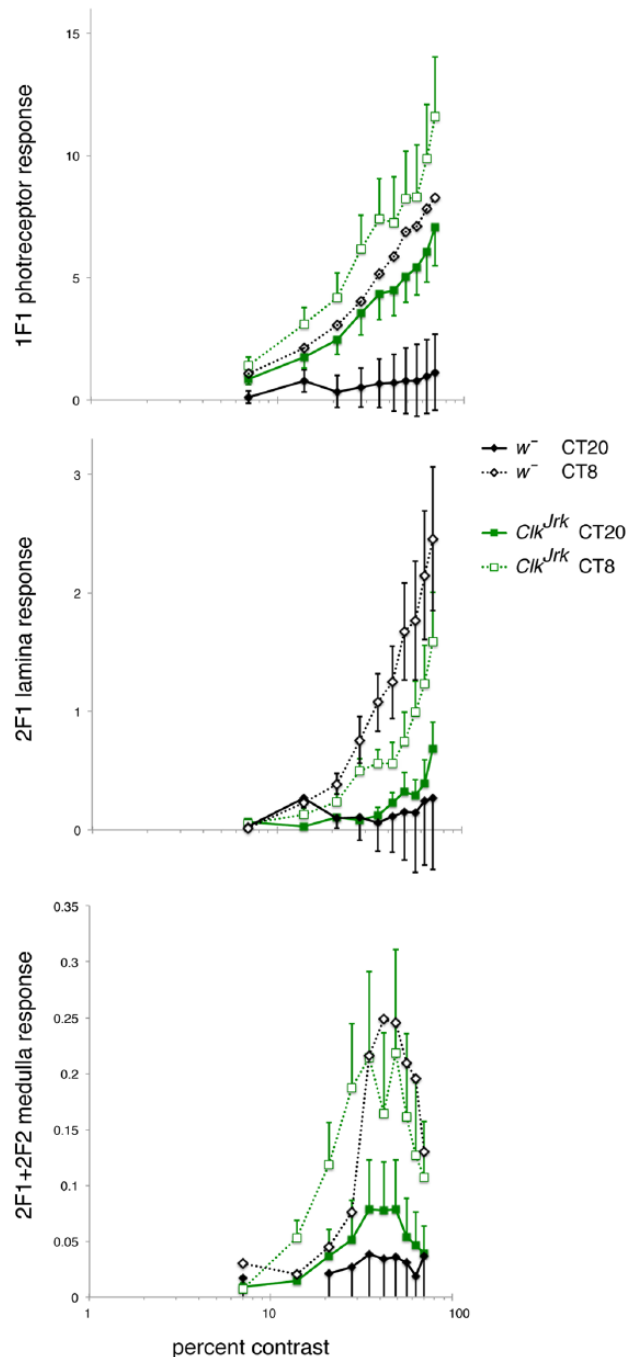 15
10
5
0
1F1 photreceptor response
3
2
1
0
2F1 lamina response
w⁻ CT20
w⁻ CT8
Clk^Jrk CT20
Clk^Jrk CT8
0.35
0.3
0.25
0.2
0.15
0.1
0.05
0
2F1+2F2 medulla response
1 10 100
percent contrast